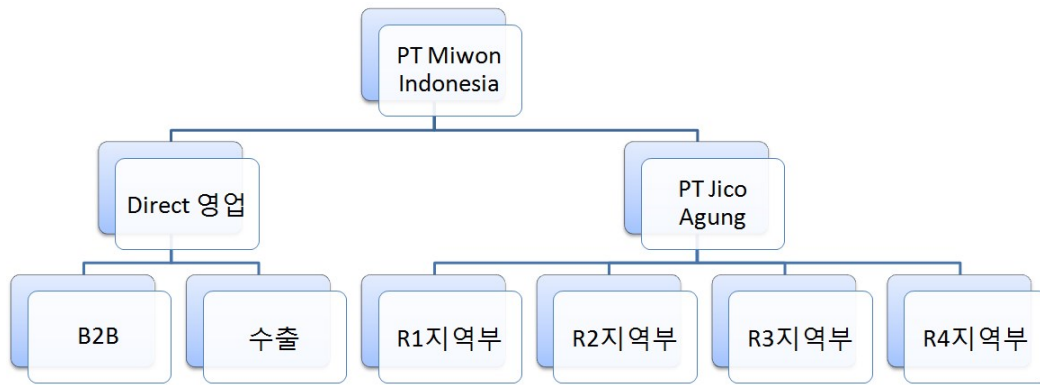 PT Miwon
Indonesia
Direct 영업
PT Jico
Agung
B2B
수출
R1지역부
R2지역부
R3지역부
R4지역부